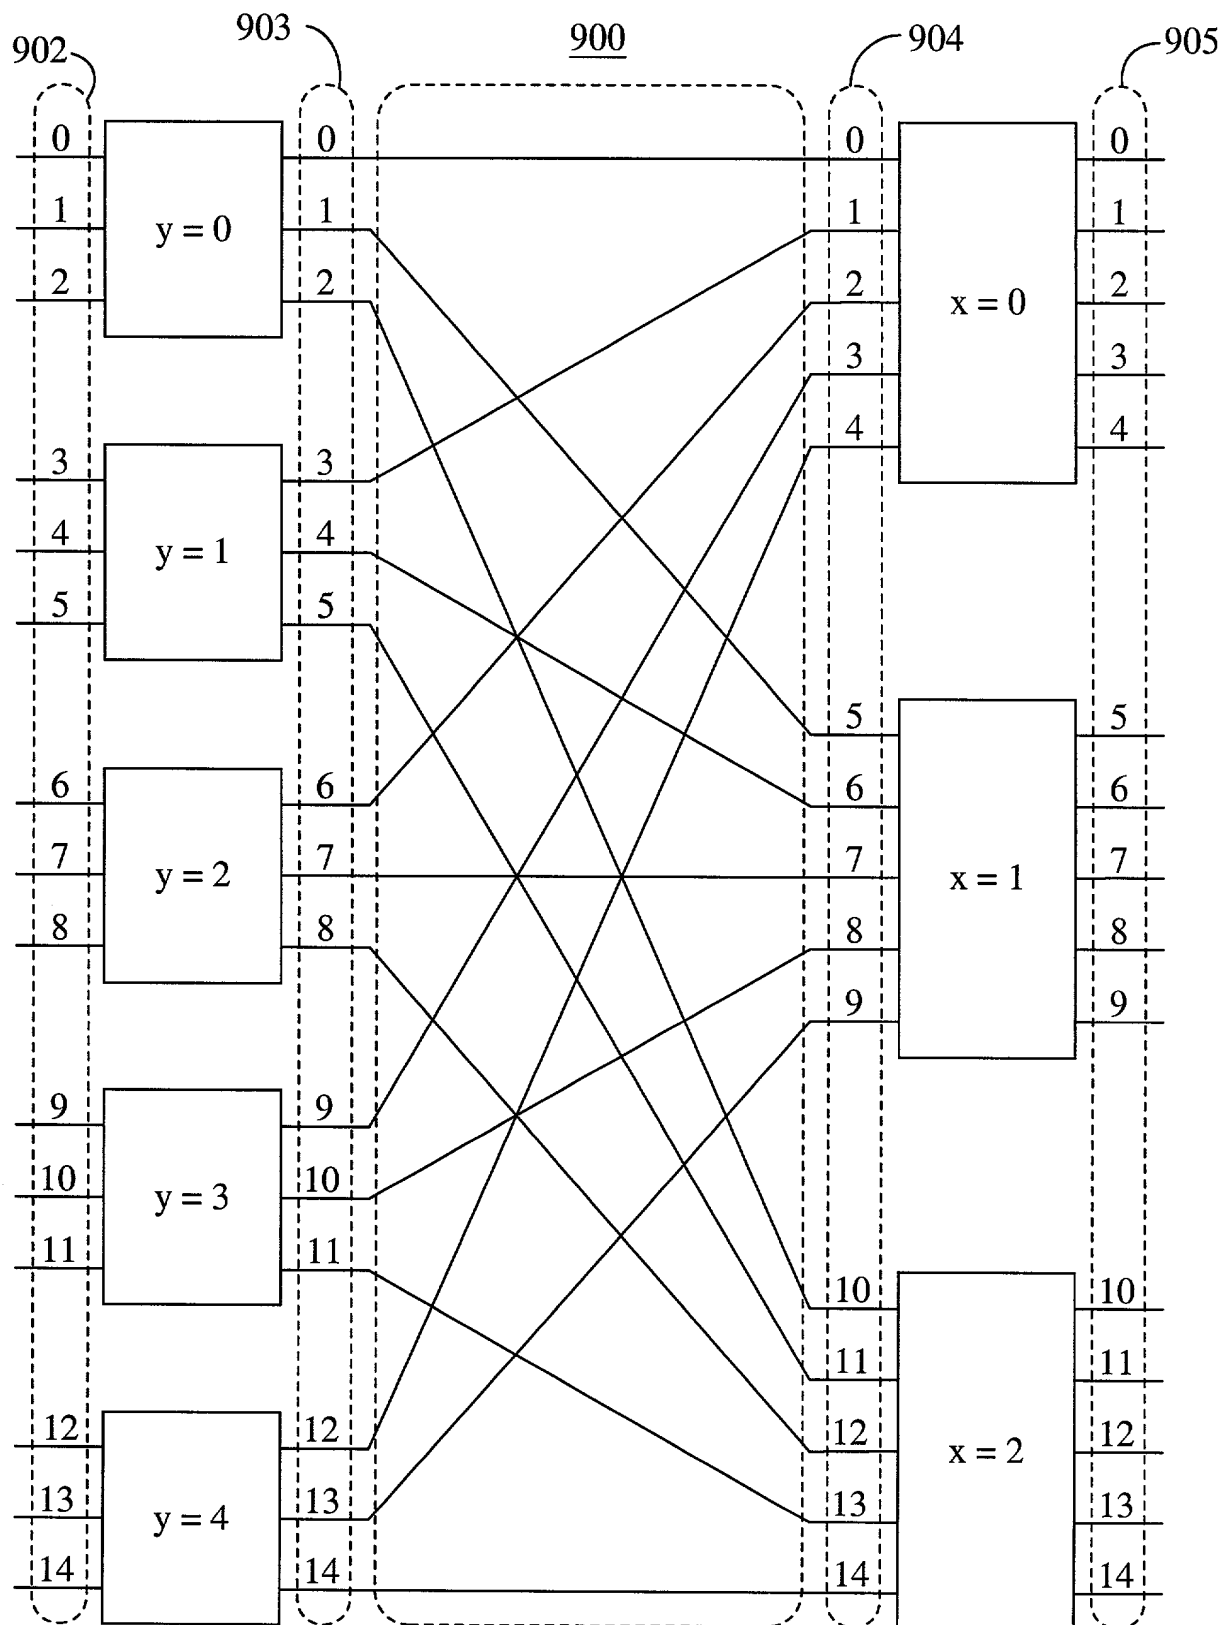 902
903
900
904
905
0 0 0 0
1 y = 0 1 1 1
2 2 2 x = 0 2
3 3
4 4
3 3
4 y = 1 4
5 5
5 5
6 6
6 6
7 y = 2 7 7 x = 1 7
8 8 8 8
9 9
9 9
10 y = 3 10
11 11
10 10
11 11
12 12 12 x = 2 12
13 y = 4 13 13 13
14 14 14 14